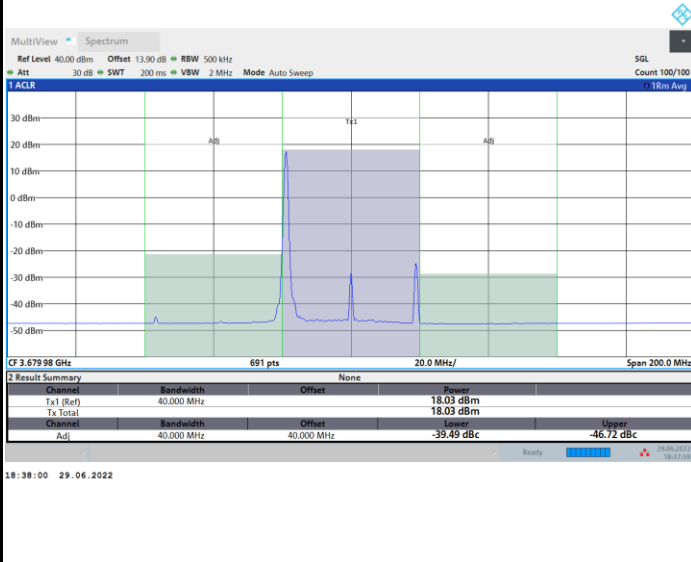 MultiView Spectrum
Ref Level 40.00 dBm Offset 13.90 dB RBW 500 kHz SGL
Att 30 dB SWT 200 ms VBW 2 MHz Mode Auto Sweep Count 100/100
1 ACLR 1Rm Avg
30 dBm
Tx1
20 dBm
Adj Adj
10 dBm
0 dBm
-10 dBm
-20 dBm
-30 dBm
-40 dBm
-50 dBm
CF 3.679 98 GHz 691 pts 20.0 MHz/ Span 200.0 MHz
2 Result Summary None
Channel Bandwidth Offset Power
Tx1 (Ref) 40.000 MHz 18.03 dBm
Tx Total 18.03 dBm
Channel Bandwidth Offset Lower Upper
Adj 40.000 MHz 40.000 MHz -39.49 dBc -46.72 dBc
Ready 29.06.2022
18:37:59
18:38:00 29.06.2022